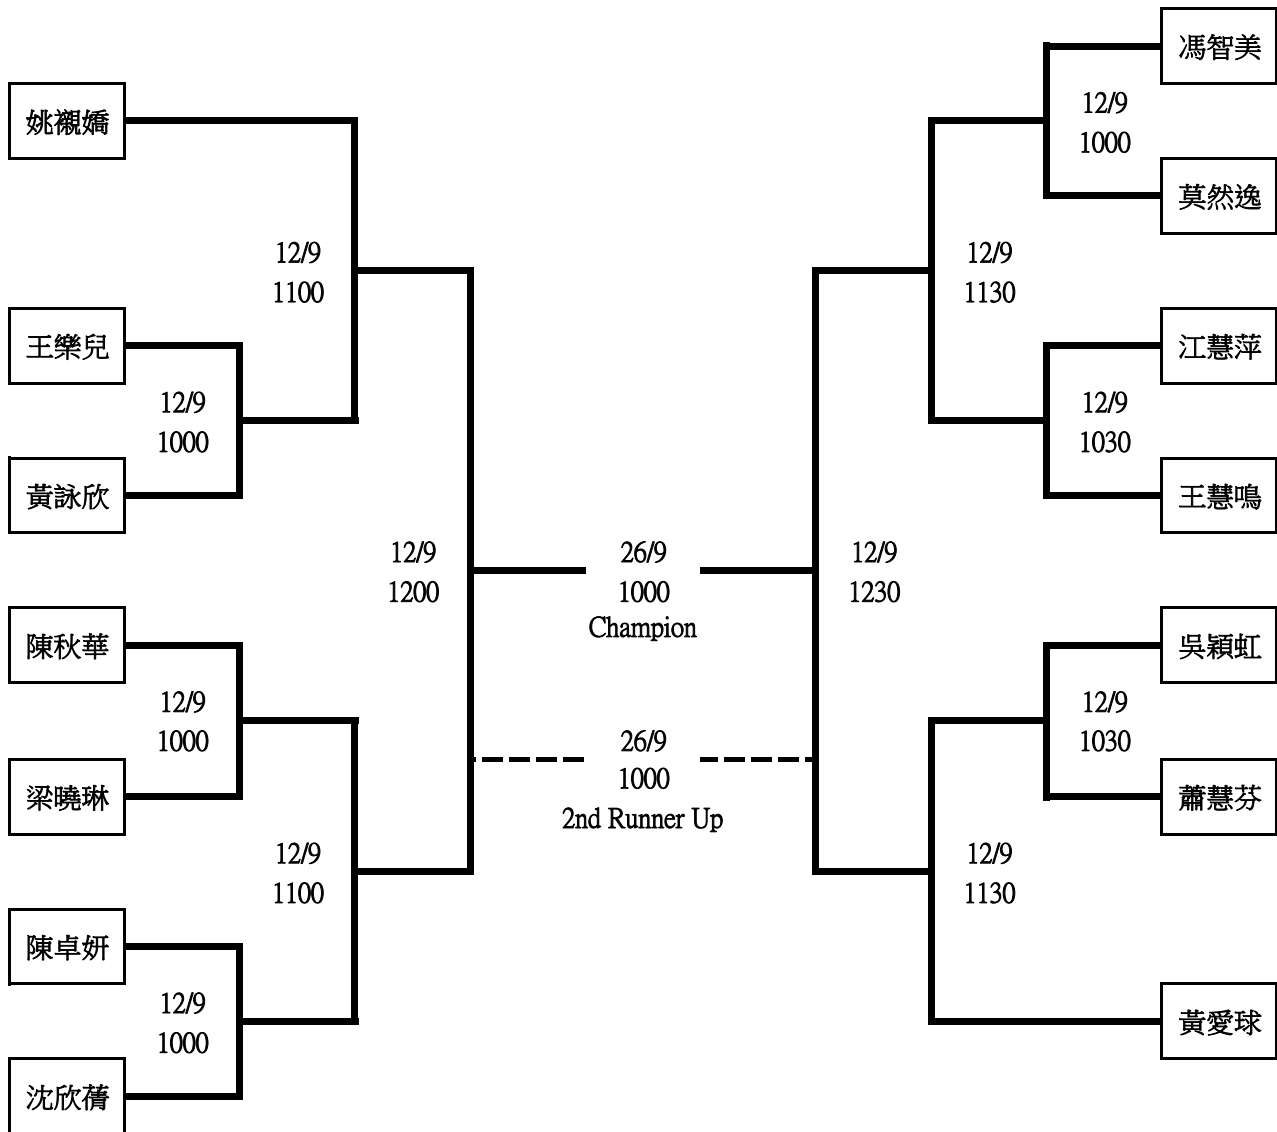 馮智美
12/9
1000
姚襯嬌
莫然逸
12/9
1100
12/9
1130
王樂兒
江慧萍
12/9
1000
12/9
1030
黃詠欣
王慧鳴
12/9
1200
26/9
1000
Champion
12/9
1230
陳秋華
吳穎虹
12/9
1000
12/9
1030
26/9
1000
2nd Runner Up
梁曉琳
蕭慧芬
12/9
1100
12/9
1130
陳卓妍
12/9
1000
黃愛球
沈欣蒨